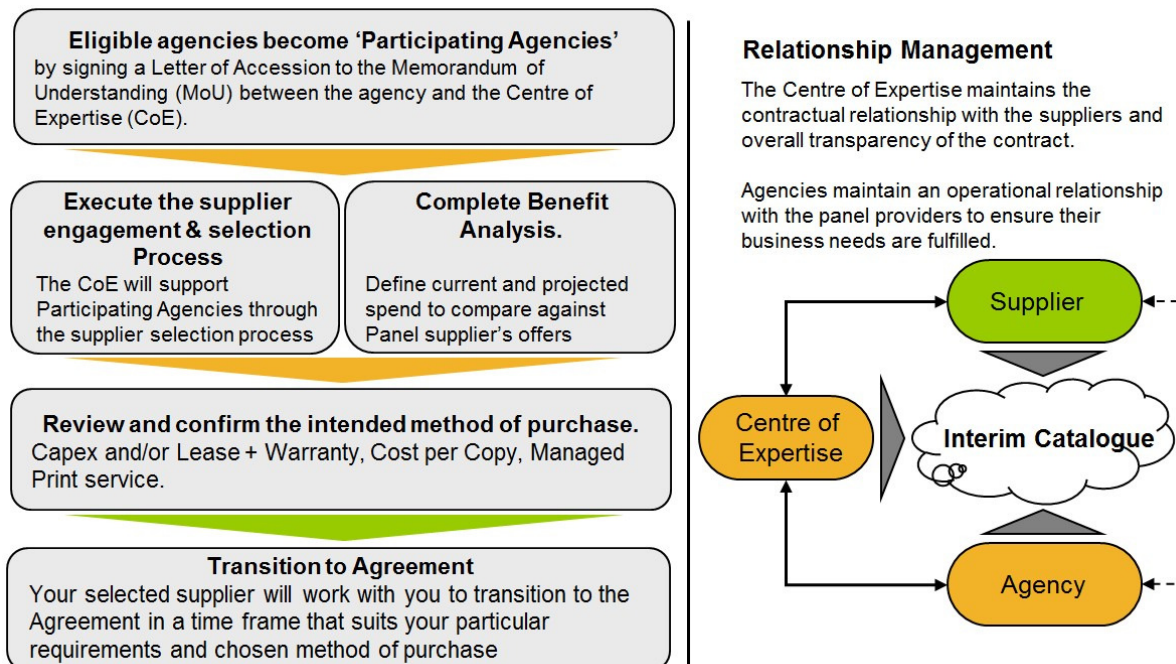 Eligible agencies become ‘Participating Agencies’
by signing a Letter of Accession to the Memorandum of
Understanding (MoU) between the agency and the Centre of
Expertise (CoE).
Execute the supplier
engagement & selection
Process
The CoE will support
Participating Agencies through
the supplier selection process
Complete Benefit
Analysis.
Define current and projected
spend to compare against
Panel supplier’s offers
Review and confirm the intended method of purchase.
Capex and/or Lease + Warranty, Cost per Copy, Managed
Print service.
Transition to Agreement
Your selected supplier will work with you to transition to the
Agreement in a time frame that suits your particular
requirements and chosen method of purchase
Relationship Management
The Centre of Expertise maintains the
contractual relationship with the suppliers and
overall transparency of the contract.
Agencies maintain an operational relationship
with the panel providers to ensure their
business needs are fulfilled.
Supplier
Centre of
Expertise
Interim Catalogue
Agency